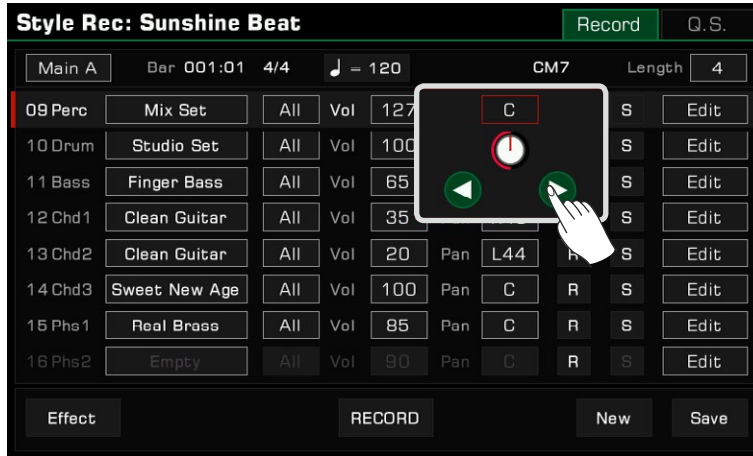 Style Rec: Sunshine Beat Record Q.S.
Main A Bar 001:01 4/4 ♩ = 120 CM7 Length 4
09 Perc Mix Set All Vol 127 C S Edit
10 Drum Studio Set All Vol 100 S Edit
11 Bass Finger Bass All Vol 65 S Edit
12 Chd1 Clean Guitar All Vol 35 S Edit
13 Chd2 Clean Guitar All Vol 20 Pan L44 R S Edit
14 Chd3 Sweet New Age All Vol 100 Pan C R S Edit
15 Phs1 Real Brass All Vol 85 Pan C R S Edit
16 Phs2 Empty All Vol 90 Pan C R S Edit
Effect RECORD New Save